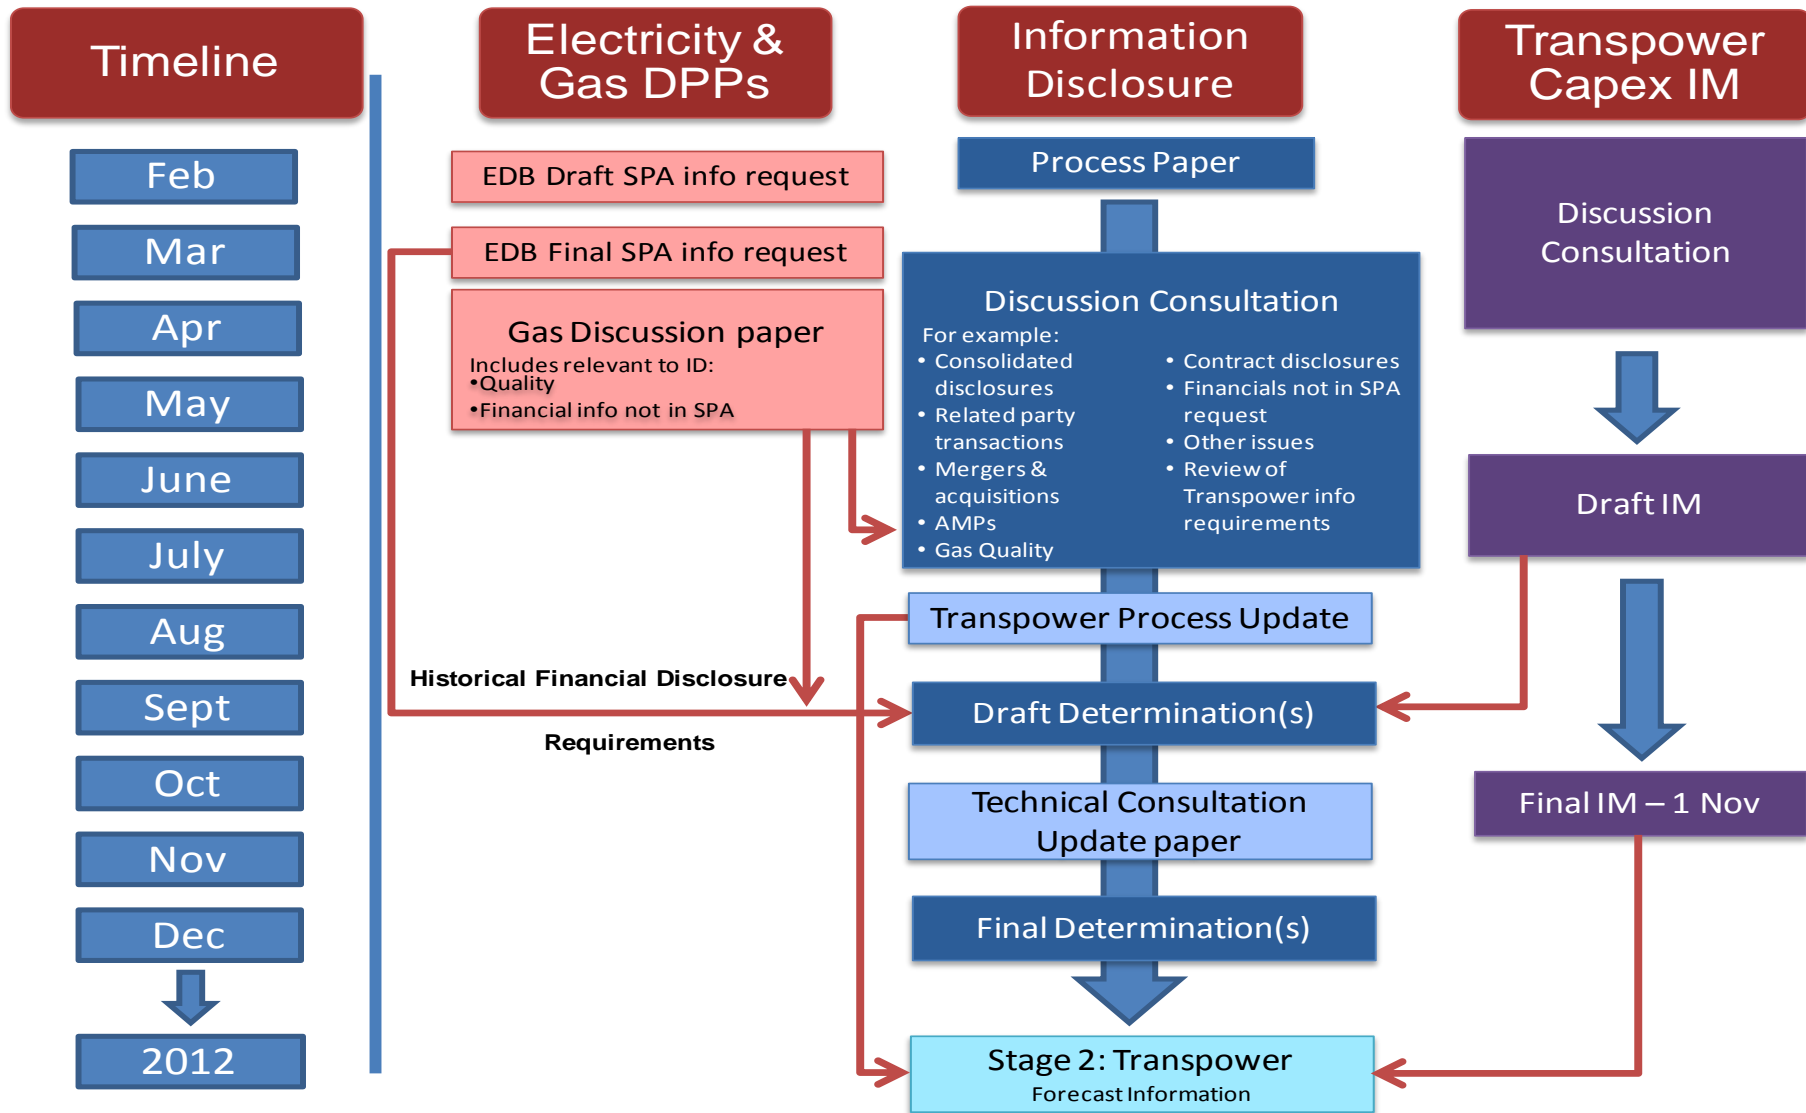 Timeline
Feb
Mar
Apr
May
June
July
Aug
Sept
Oct
Nov
Dec
2012
Electricity &
Gas DPPs
EDB Draft SPA info request
EDB Final SPA info request
Gas Discussion paper
Includes relevant to ID:
•Quality
•Financial info not in SPA
Historical Financial Disclosure
Requirements
Information
Disclosure
Process Paper
Discussion Consultation
For example:
• Consolidated
disclosures
• Related party
transactions
• Mergers &
acquisitions
• AMPs
• Gas Quality
• Contract disclosures
• Financials not in SPA
request
• Other issues
• Review of
Transpower info
requirements
Transpower Process Update
Draft Determination(s)
Technical Consultation
Update paper
Final Determination(s)
Stage 2: Transpower
Forecast Information
Transpower
Capex IM
Discussion
Consultation
Draft IM
Final IM – 1 Nov